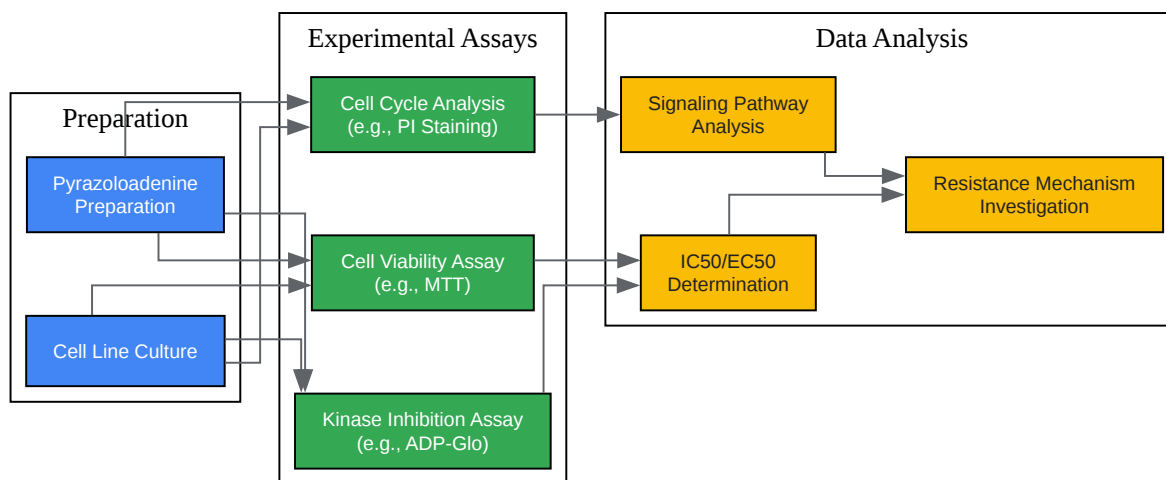 Preparation
Pyrazoloadenine
Preparation
Cell Line Culture
Experimental Assays
Cell Cycle Analysis
(e.g., PI Staining)
Cell Viability Assay
(e.g., MTT)
Kinase Inhibition Assay
(e.g., ADP-Glo)
Data Analysis
Signaling Pathway
Analysis
IC50/EC50
Determination
Resistance Mechanism
Investigation